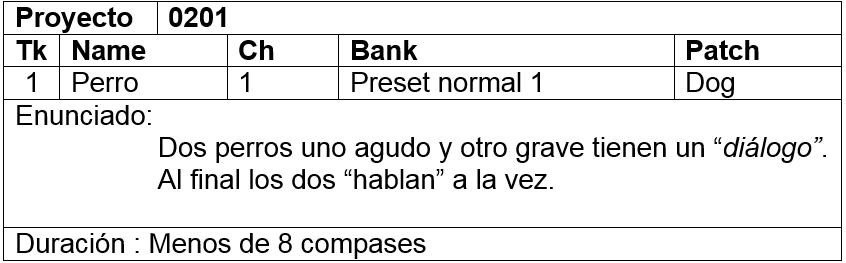 Proyecto 0201
Tk Name Ch Bank Patch
1 Perro 1 Preset normal 1 Dog
Enunciado:
Dos perros uno agudo y otro grave tienen un “diálogo”.
Al final los dos “hablan” a la vez.
Duración : Menos de 8 compases